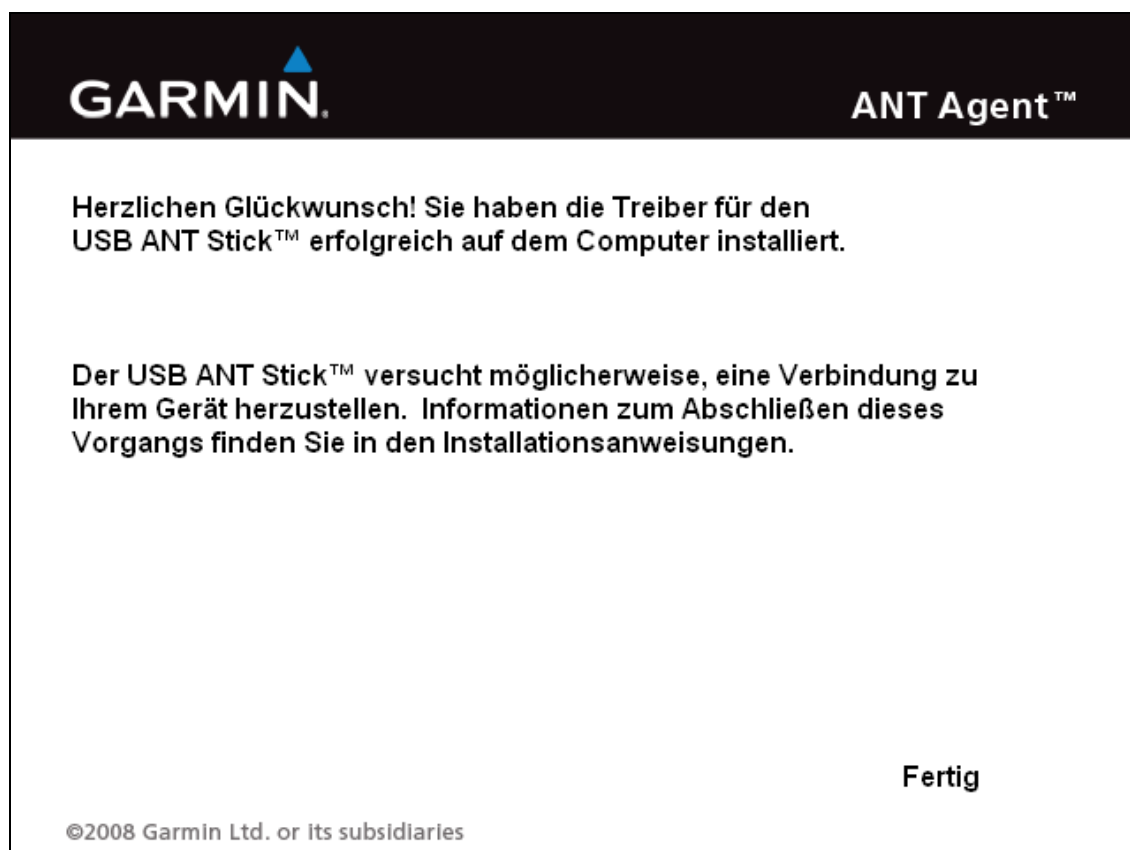 GARMIN.
ANT Agent™
Herzlichen Glückwunsch! Sie haben die Treiber für den
USB ANT Stick™ erfolgreich auf dem Computer installiert.
Der USB ANT Stick™ versucht möglicherweise, eine Verbindung zu
Ihrem Gerät herzustellen.  Informationen zum Abschließen dieses
Vorgangs finden Sie in den Installationsanweisungen.
Fertig
©2008 Garmin Ltd. or its subsidiaries